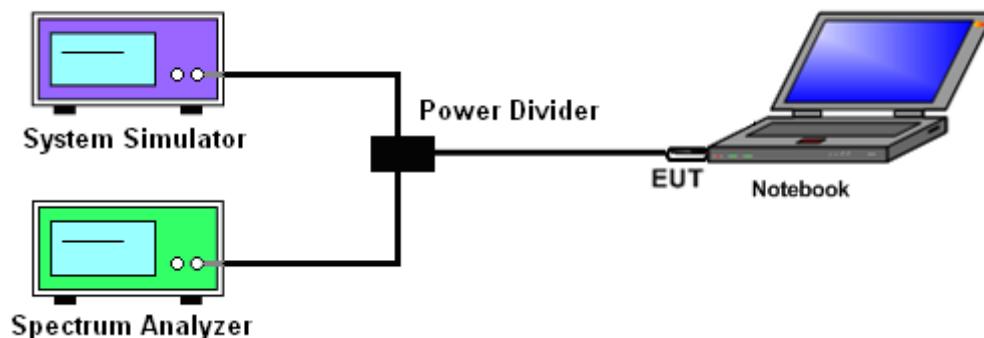 System Simulator
Power Divider
EUT
Notebook
Spectrum Analyzer